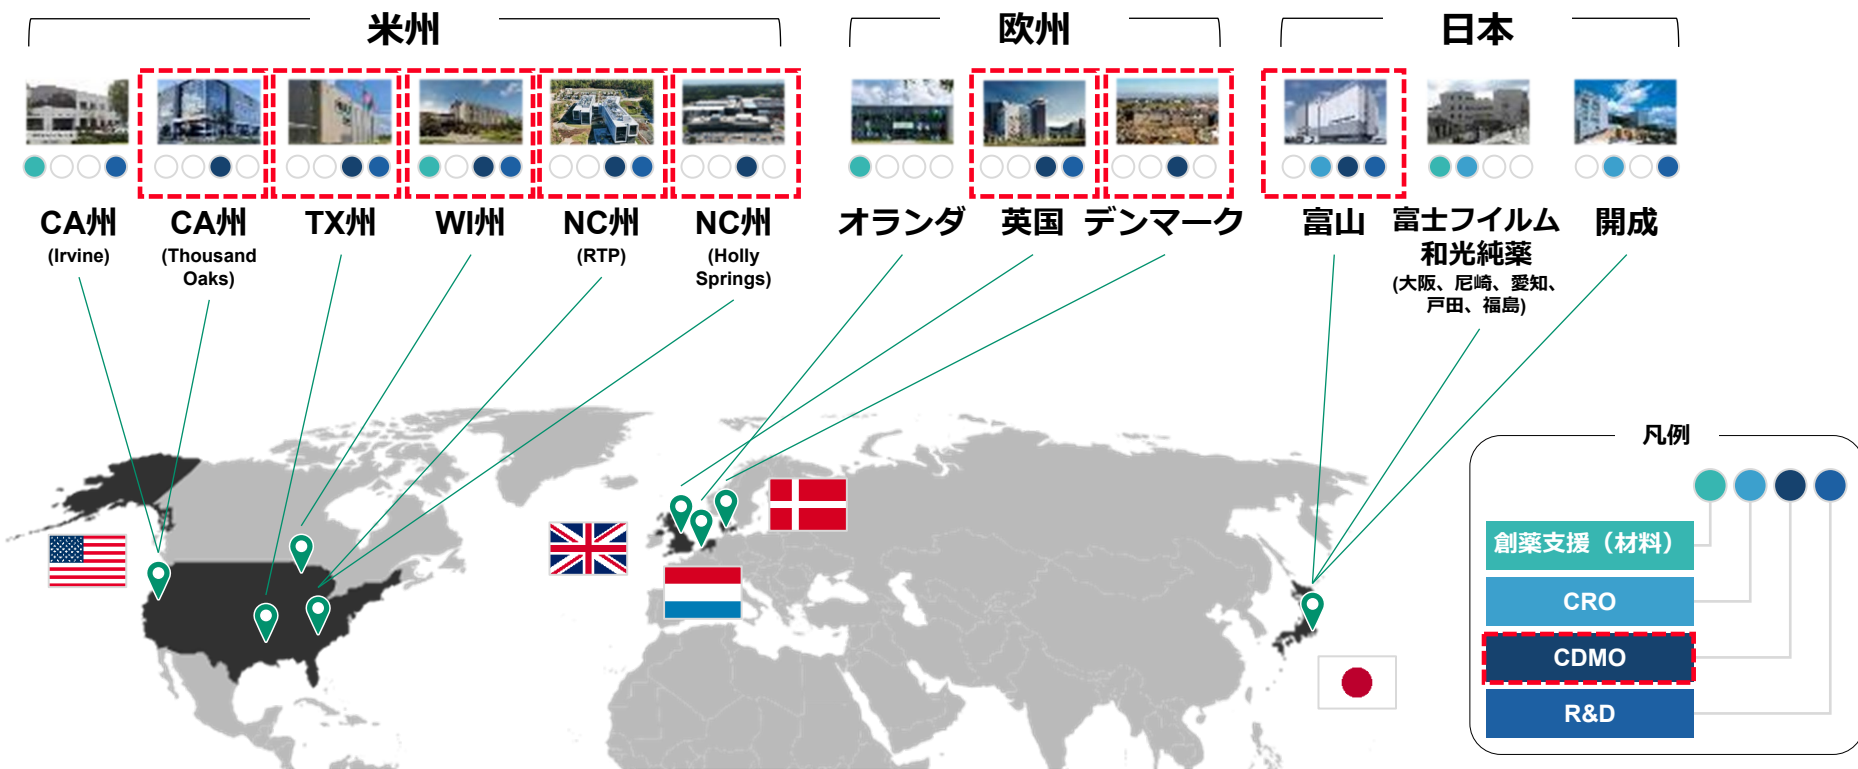 米州
欧州
日本
CA州
(Irvine)
CA州
(Thousand
Oaks)
TX州
WI州
NC州
(RTP)
NC州
(Holly
Springs)
オランダ
英国
デンマーク
富山
富士フイルム
和光純薬
(大阪、尼崎、愛知、
戸田、福島)
開成
凡例
創薬支援（材料）
CRO
CDMO
R&D